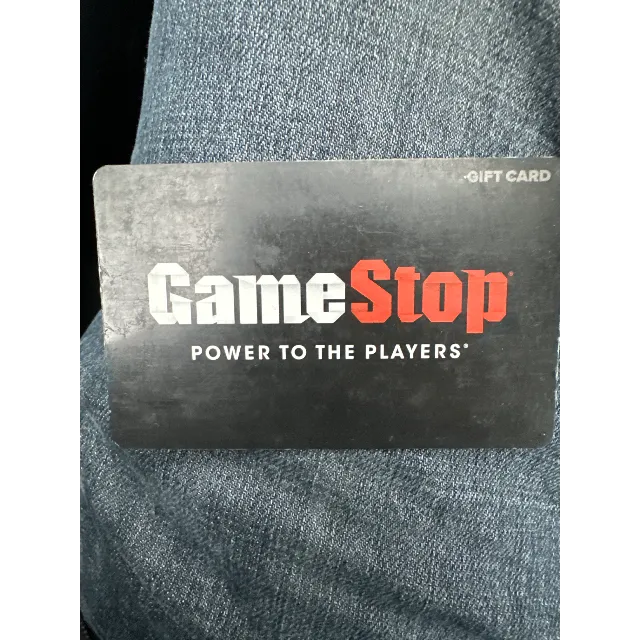 GIFT CARD
GameStop
POWER TO THE PLAYERS®